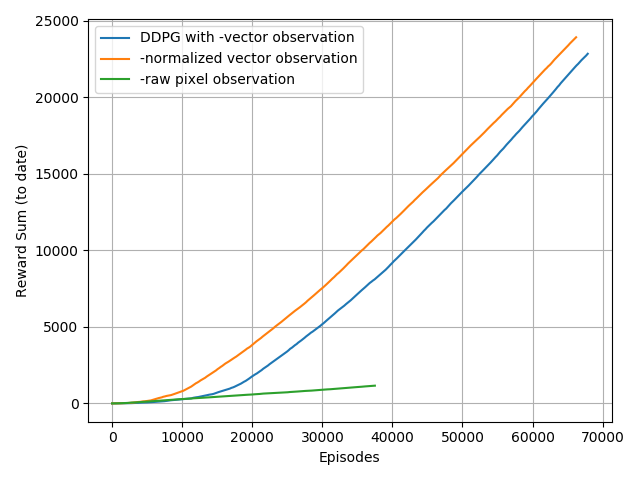 25000
20000
15000
10000
5000
0
Reward Sum (to date)
DDPG with -vector observation
-normalized vector observation
-raw pixel observation
0 10000 20000 30000 40000 50000 60000 70000
Episodes